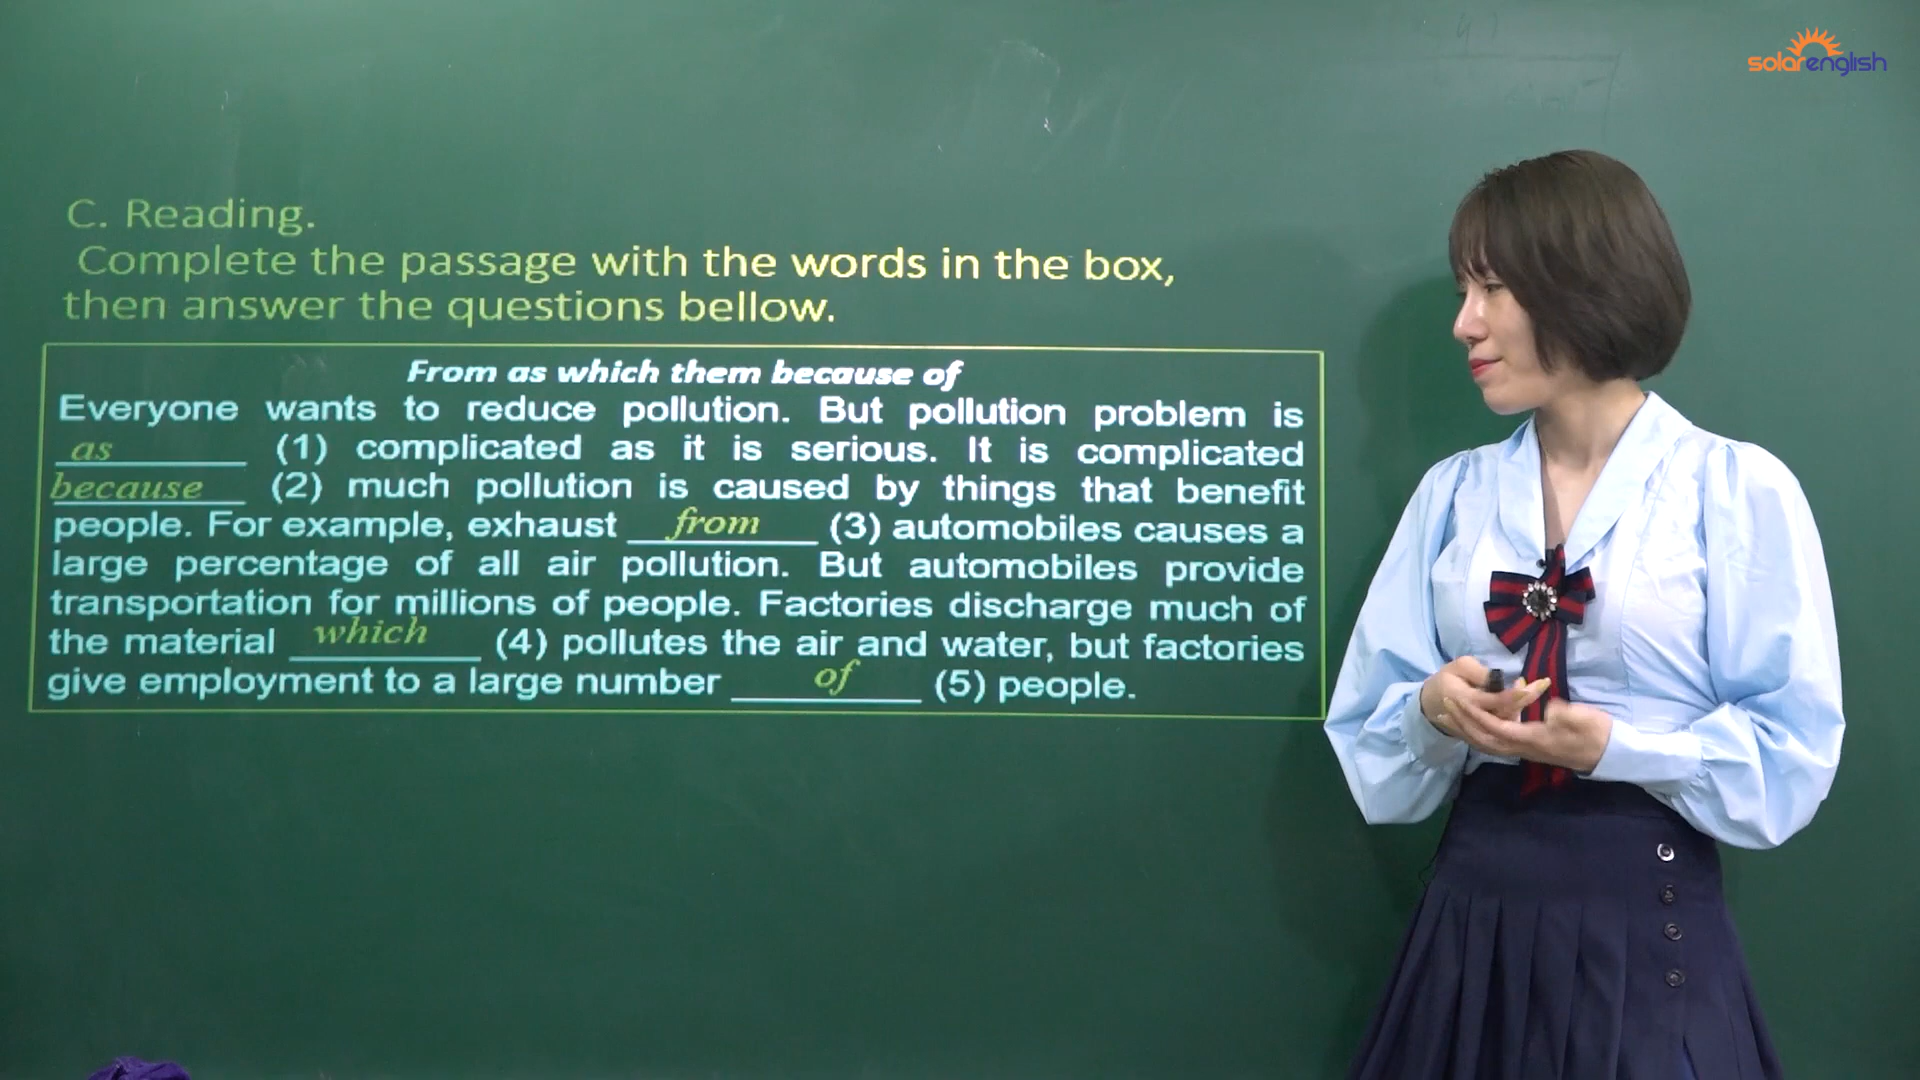 solarenglish
C. Reading.
Complete the passage with the words in the box,
then answer the questions bellow.
From as which them because of
Everyone wants to reduce pollution. But pollution problem is
as (1) complicated as it is serious. It is complicated
because (2) much pollution is caused by things that benefit
people. For example, exhaust from (3) automobiles causes a
large percentage of all air pollution. But automobiles provide
transportation for millions of people. Factories discharge much of
the material which (4) pollutes the air and water, but factories
give employment to a large number of (5) people.